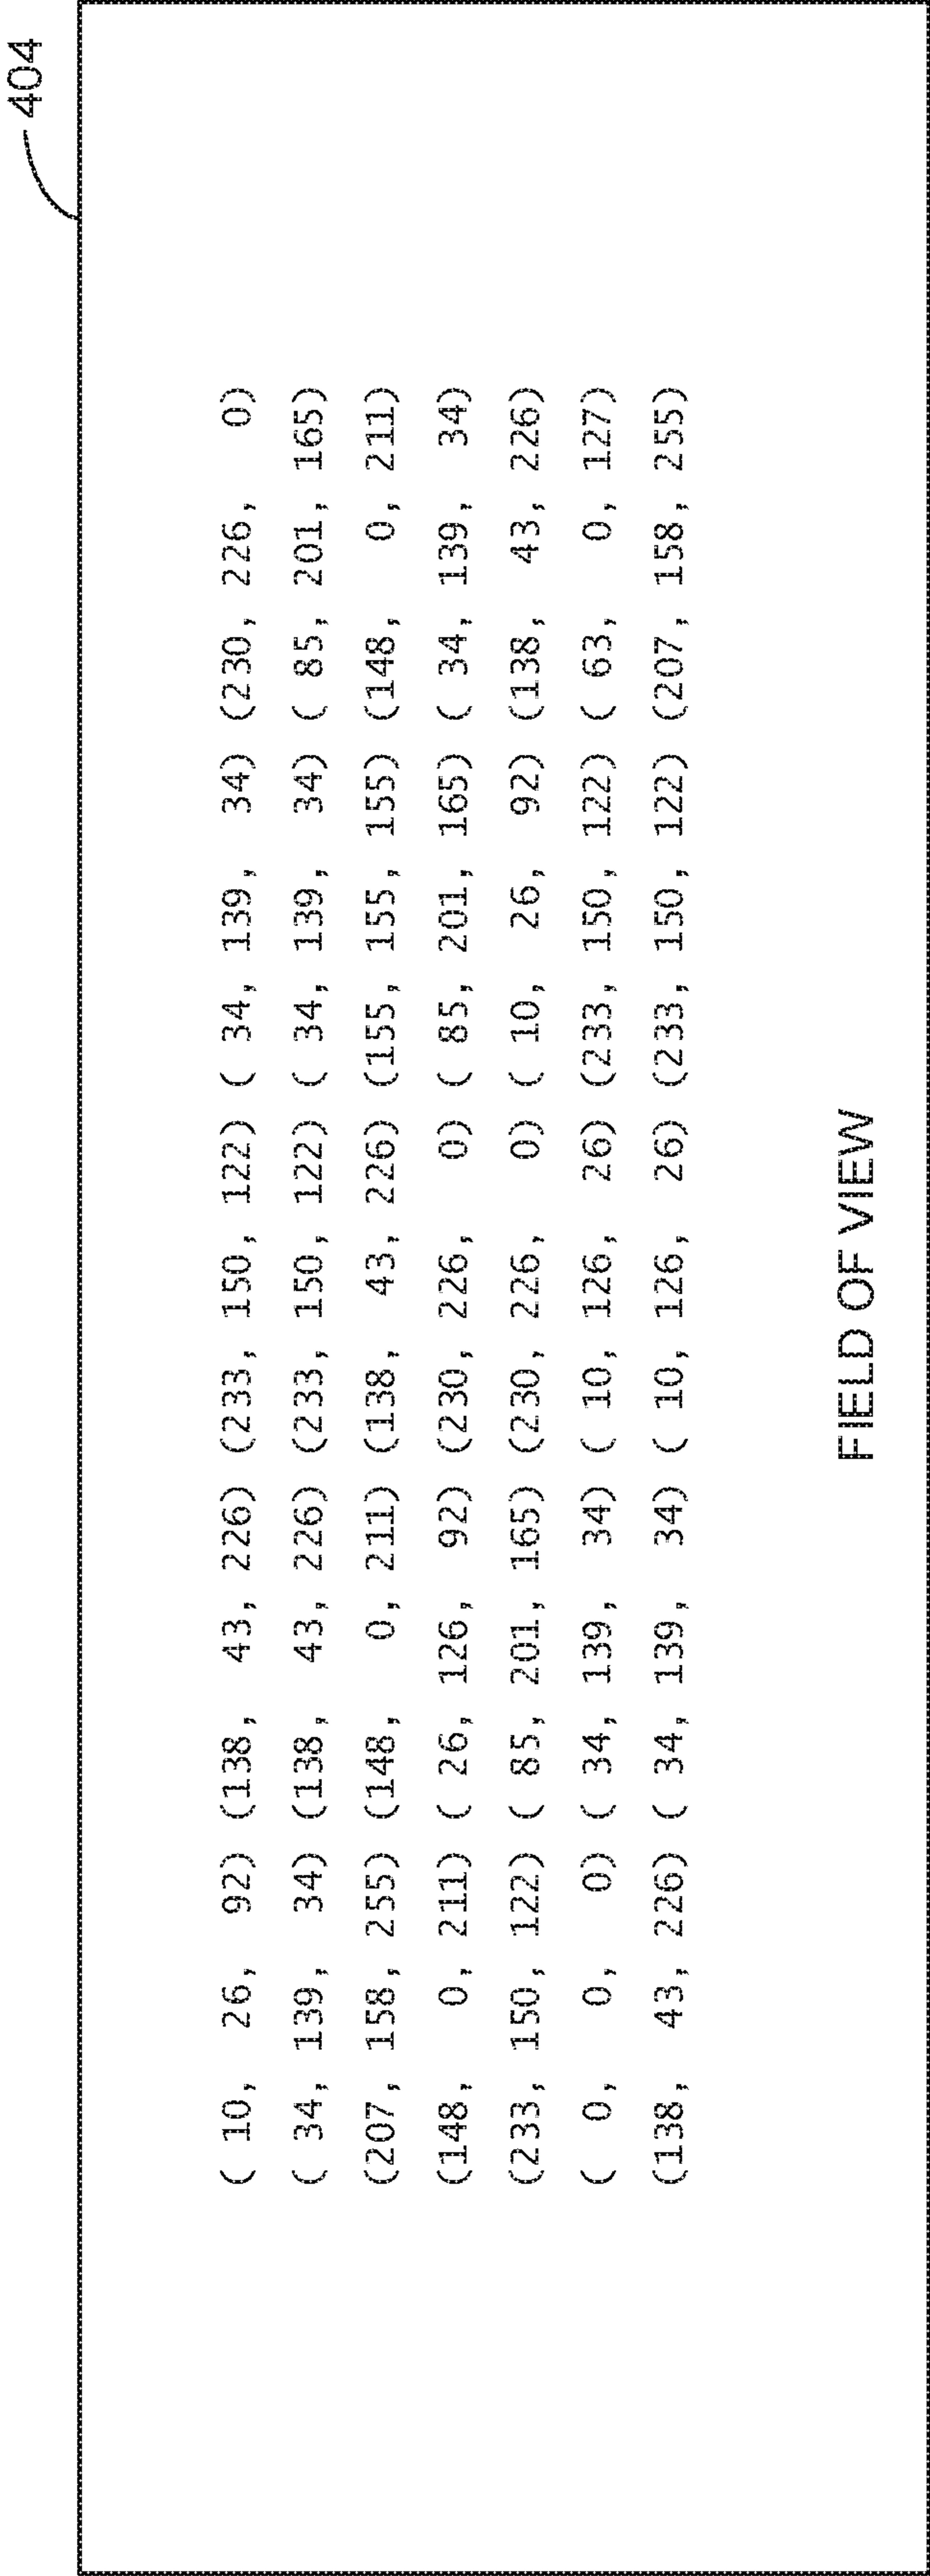 404
( 10,  26,  92) (138,  43, 226) (233, 150, 122) ( 34, 139,  34) (230, 226,   0)
( 34, 139,  34) (138,  43, 226) (233, 150, 122) ( 34, 139,  34) ( 85, 201, 165)
(207, 158, 255) (148,   0, 211) (138,  43, 226) (155, 155, 155) (148,   0, 211)
(148,   0, 211) ( 26, 126,  92) (230, 226,   0) ( 85, 201, 165) ( 34, 139,  34)
(233, 150, 122) ( 85, 201, 165) (230, 226,   0) ( 10,  26,  92) (138,  43, 226)
(  0,   0,   0) ( 34, 139,  34) ( 10, 126,  26) (233, 150, 122) ( 63,   0, 127)
(138,  43, 226) ( 34, 139,  34) ( 10, 126,  26) (233, 150, 122) (207, 158, 255)
FIELD OF VIEW